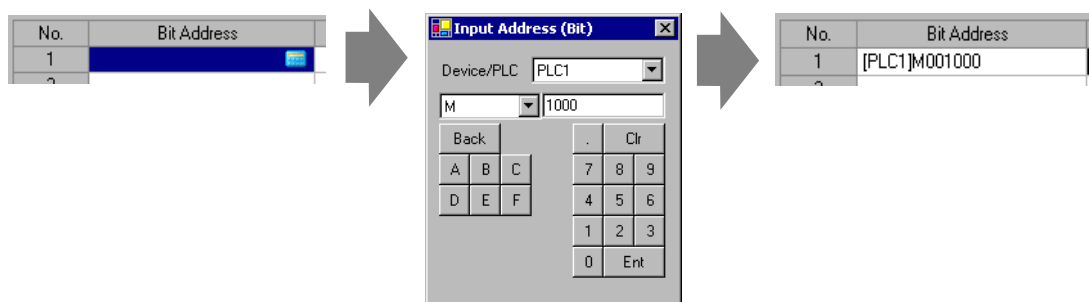 No. Bit Address
1
Input Address (Bit)
Device/PLC PLC1
M 1000
Back . Clr
A B C 7 8 9
D E F 4 5 6
1 2 3
0 Ent
No. Bit Address
1 [PLC1]M001000